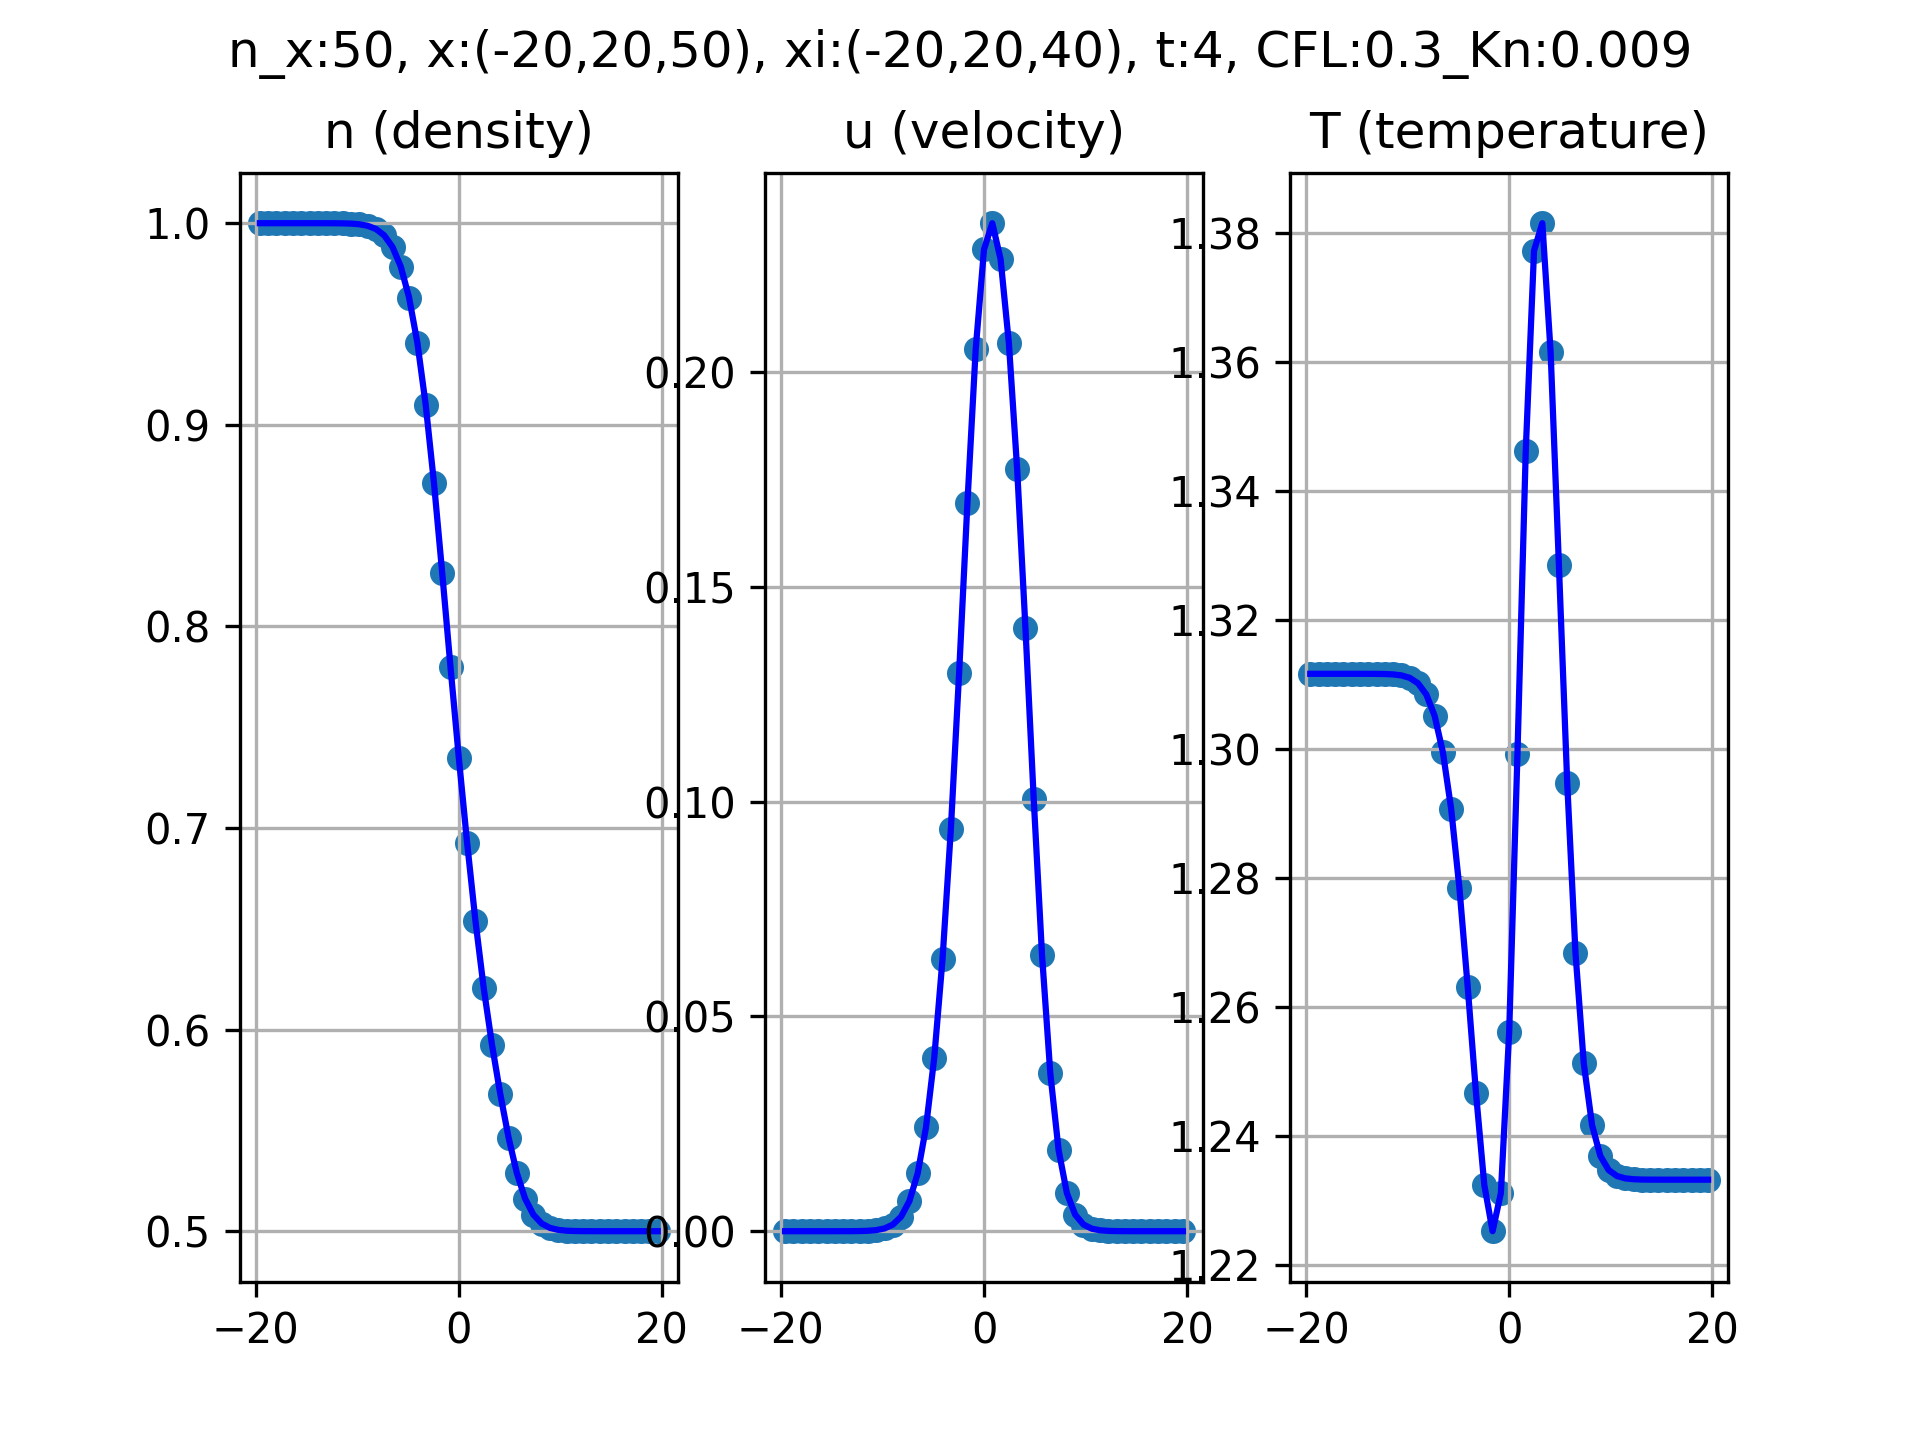 n_x:50, x:(-20,20,50), xi:(-20,20,40), t:4, CFL:0.3_Kn:0.009
n (density)
1.0
0.9
0.8
0.7
0.6
0.5
−20 0 20
u (velocity)
0.20
0.15
0.10
0.05
0.00
−20 0 20
T (temperature)
1.38
1.36
1.34
1.32
1.30
1.28
1.26
1.24
1.22
−20 0 20